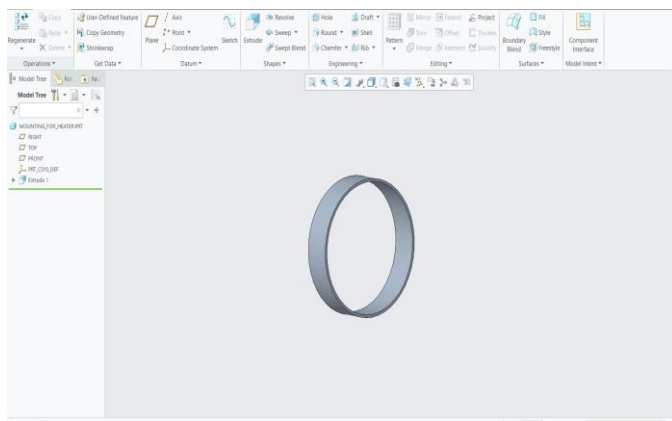 Copy User-Defined Feature Axis Revolve Hole Draft Mirror Extend Project Fill
Regenerate Paste Copy Geometry Plane Point Sketch Extrude Sweep Round Shell Pattern Trim Offset Thicken Boundary Blend Style Component Interface
Delete Shrinkwrap Coordinate System Swept Blend Chamfer Rib Merge Intersect Solidify Freestyle
Operations Get Data Datum Shapes Engineering Editing Surfaces Model Intent
Model Tree
Model Tree
MOUNTING_FOR_HEATER.PRT
RIGHT
TOP
FRONT
PRT_CSYS_DEF
Extrude 1